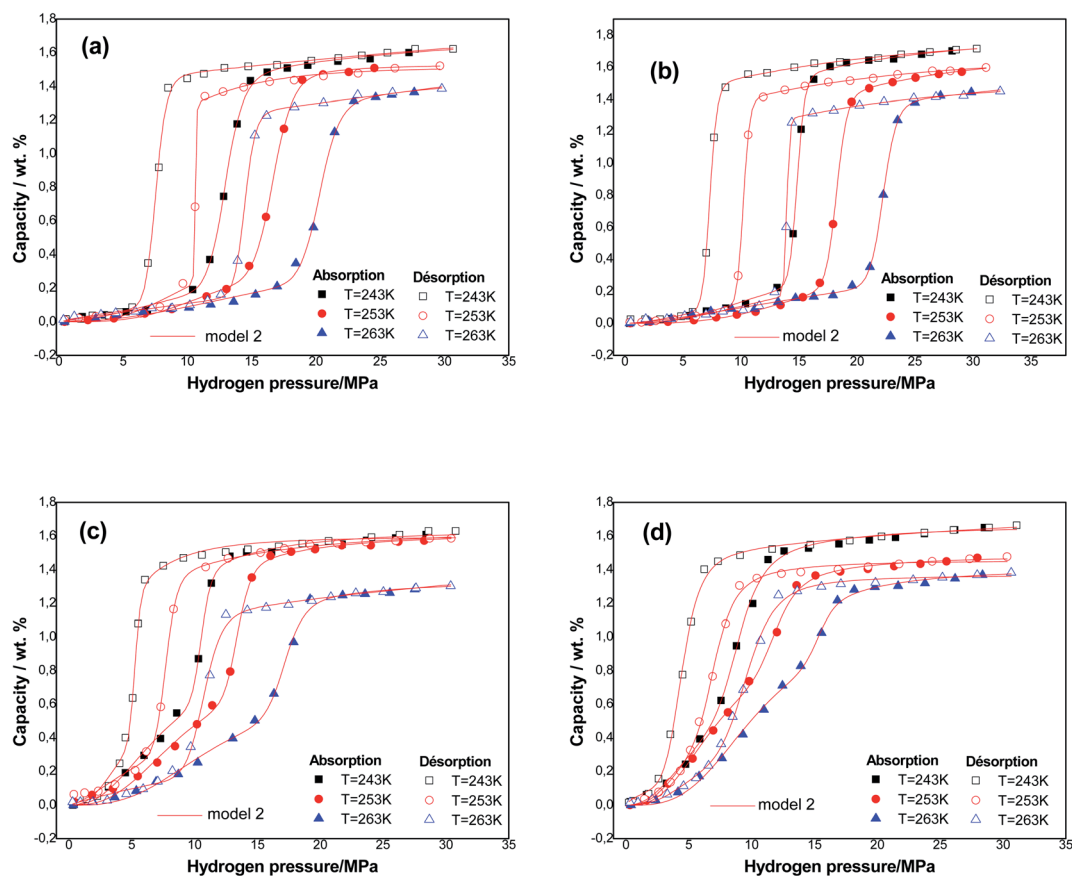 (a)
Capacity / wt. %
1,8
1,6
1,4
1,2
1,0
0,8
0,6
0,4
0,2
0,0
-0,2
Absorption Désorption
T=243K T=243K
T=253K T=253K
T=263K T=263K
model 2
0 5 10 15 20 25 30 35
Hydrogen pressure/MPa
(b)
Capacity / wt. %
1,8
1,6
1,4
1,2
1,0
0,8
0,6
0,4
0,2
0,0
-0,2
Absorption Désorption
T=243K T=243K
T=253K T=253K
T=263K T=263K
model 2
0 5 10 15 20 25 30 35
Hydrogen pressure/MPa
(c)
Capacity / wt. %
1,8
1,6
1,4
1,2
1,0
0,8
0,6
0,4
0,2
0,0
-0,2
Absorption Désorption
T=243K T=243K
T=253K T=253K
T=263K T=263K
model 2
0 5 10 15 20 25 30 35
Hydrogen pressure/MPa
(d)
Capacity / wt. %
1,8
1,6
1,4
1,2
1,0
0,8
0,6
0,4
0,2
0,0
-0,2
Absorption Désorption
T=243K T=243K
T=253K T=253K
T=263K T=263K
model 2
0 5 10 15 20 25 30 35
Hydrogen pressure/MPa